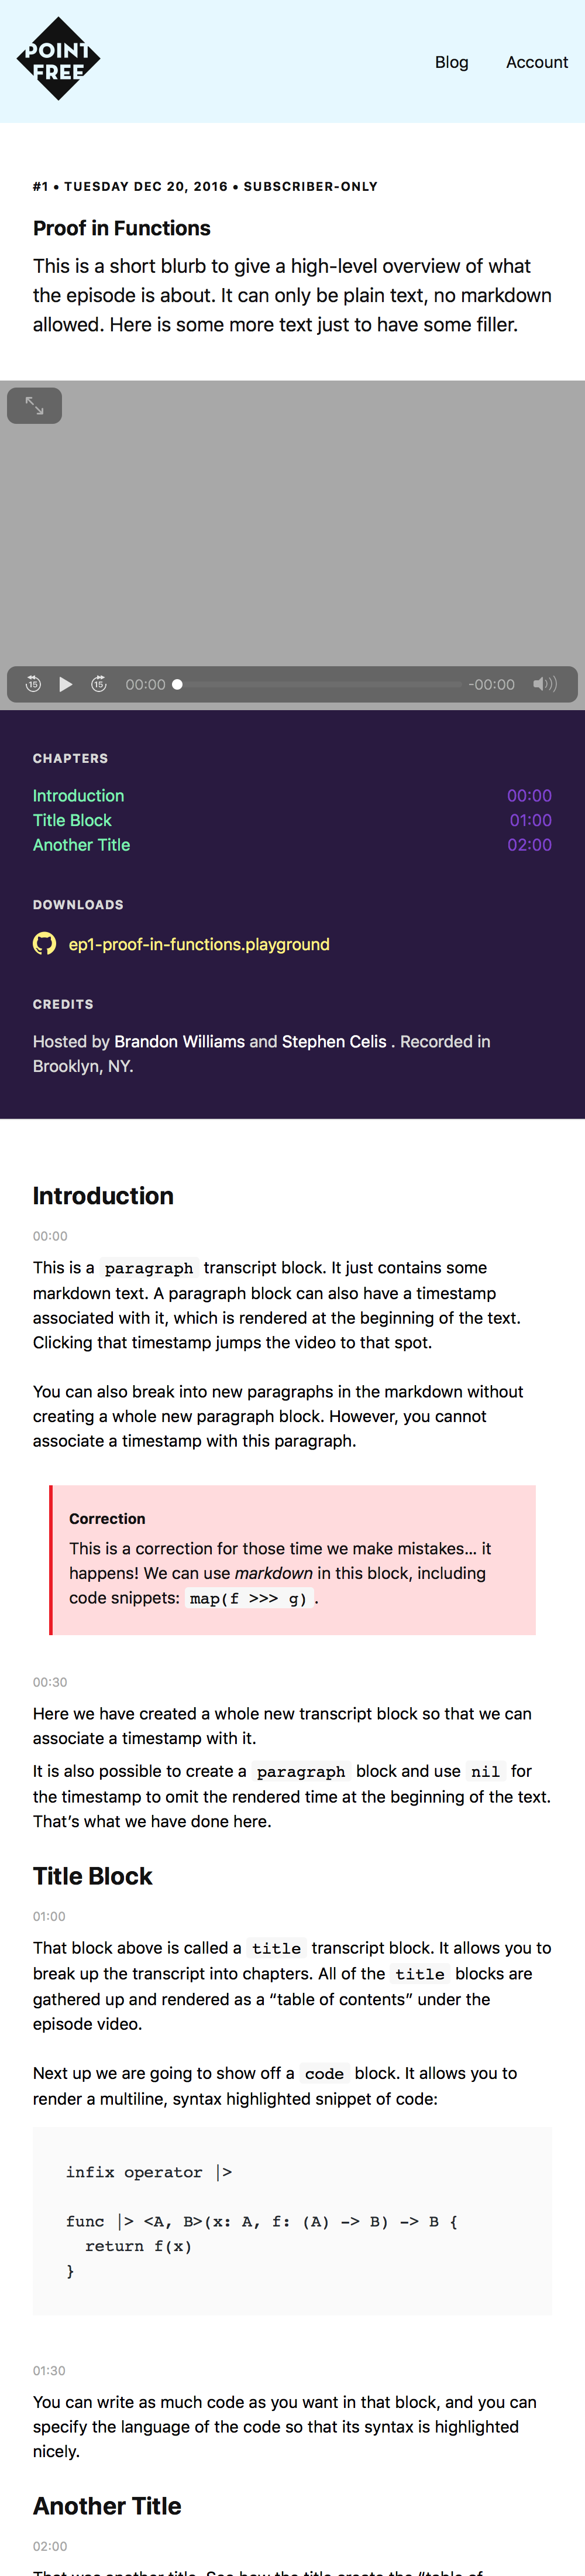 POINT
FREE
Blog
Account
#1 • TUESDAY DEC 20, 2016 • SUBSCRIBER-ONLY
Proof in Functions
This is a short blurb to give a high-level overview of what
the episode is about. It can only be plain text, no markdown
allowed. Here is some more text just to have some filler.
15
15
00:00
-00:00
CHAPTERS
Introduction 00:00
Title Block 01:00
Another Title 02:00
DOWNLOADS
ep1-proof-in-functions.playground
CREDITS
Hosted by Brandon Williams and Stephen Celis . Recorded in
Brooklyn, NY.
Introduction
00:00
This is a paragraph transcript block. It just contains some
markdown text. A paragraph block can also have a timestamp
associated with it, which is rendered at the beginning of the text.
Clicking that timestamp jumps the video to that spot.
You can also break into new paragraphs in the markdown without
creating a whole new paragraph block. However, you cannot
associate a timestamp with this paragraph.
Correction
This is a correction for those time we make mistakes… it
happens! We can use markdown in this block, including
code snippets: map(f >>> g).
00:30
Here we have created a whole new transcript block so that we can
associate a timestamp with it.
It is also possible to create a paragraph block and use nil for
the timestamp to omit the rendered time at the beginning of the text.
That’s what we have done here.
Title Block
01:00
That block above is called a title transcript block. It allows you to
break up the transcript into chapters. All of the title blocks are
gathered up and rendered as a “table of contents” under the
episode video.
Next up we are going to show off a code block. It allows you to
render a multiline, syntax highlighted snippet of code:
infix operator |>
func |> <A, B>(x: A, f: (A) -> B) -> B {
  return f(x)
}
01:30
You can write as much code as you want in that block, and you can
specify the language of the code so that its syntax is highlighted
nicely.
Another Title
02:00